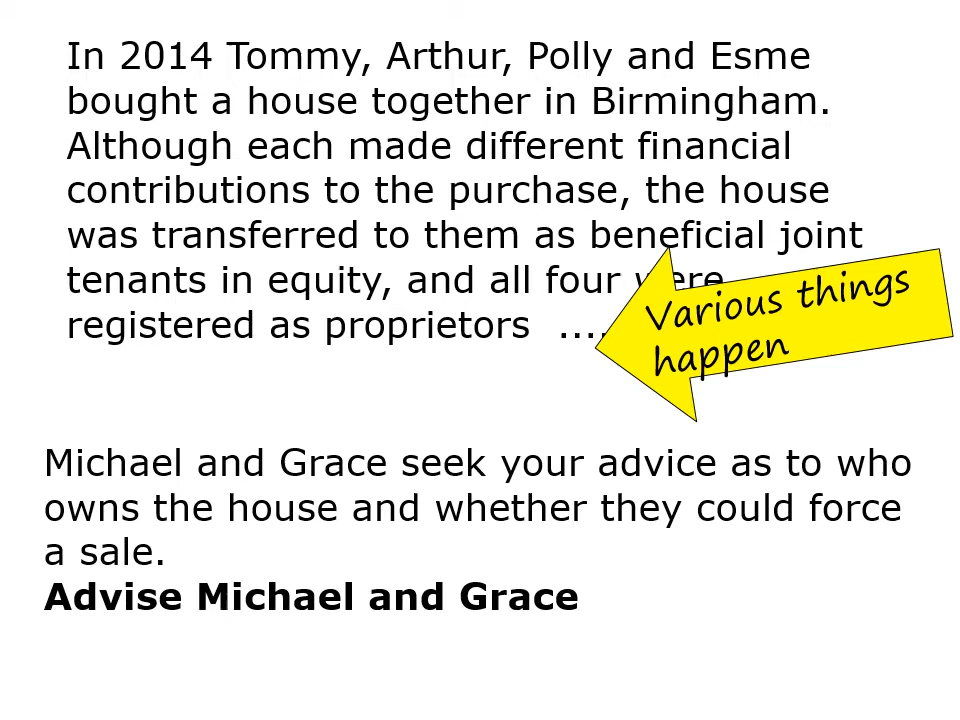 In 2014 Tommy, Arthur, Polly and Esme
bought a house together in Birmingham.
Although each made different financial
contributions to the purchase, the house
was transferred to them as beneficial joint
tenants in equity, and all four were
registered as proprietors ....
Various things
happen
Michael and Grace seek your advice as to who
owns the house and whether they could force
a sale.
Advise Michael and Grace